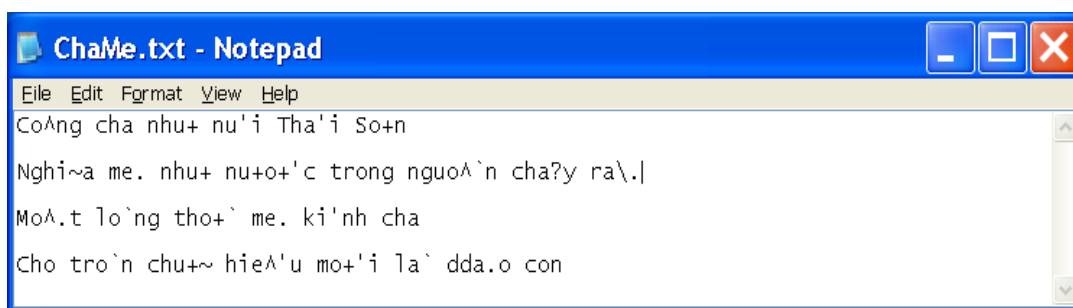 ChaMe.txt - Notepad
File Edit Format View Help
Co^ng cha nhu+ nu'i Tha'i So+n
Nghi~a me. nhu+ nu+o+'c trong nguo^`n cha?y ra\.
Mo^.t lo`ng tho+` me. ki'nh cha
Cho tro`n chu+~ hie^'u mo+'i la` dda.o con